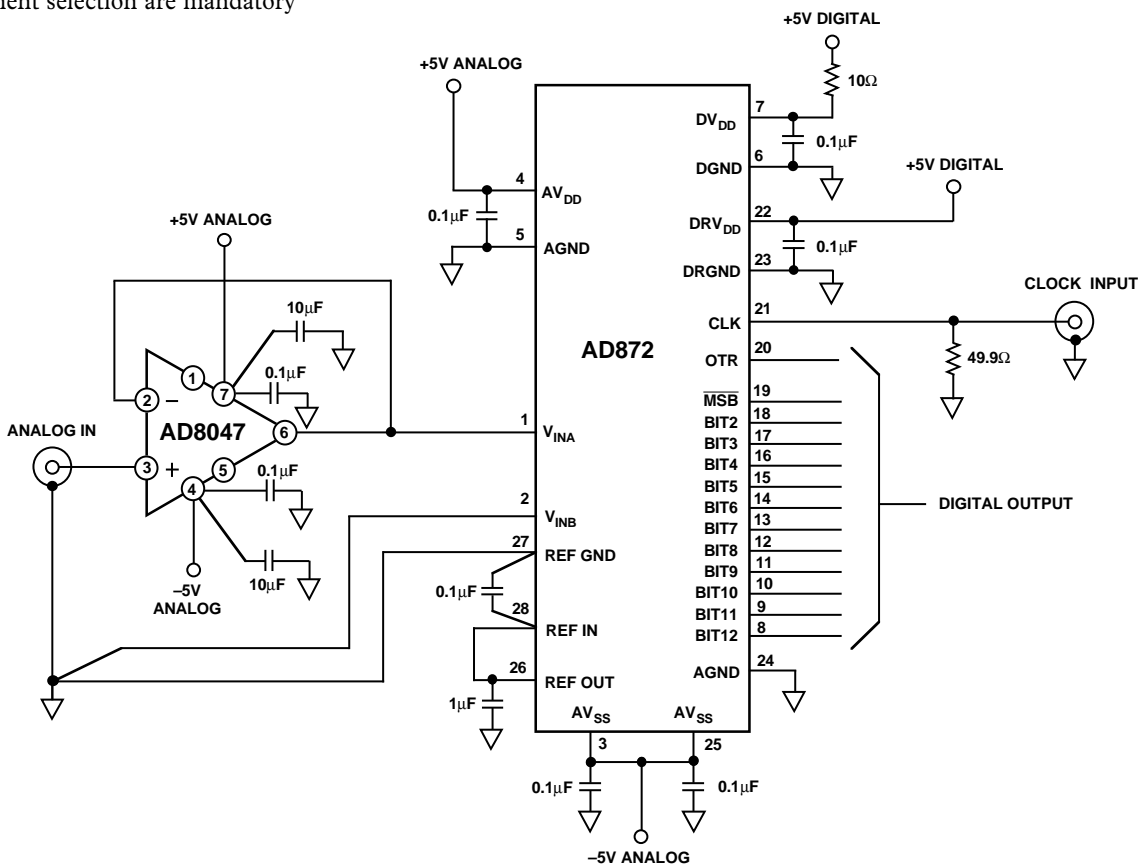 ment selection are mandatory
+5V DIGITAL
10Ω
+5V ANALOG
7
DVDD
0.1μF
6
DGND
+5V DIGITAL
4
AVDD
22
DRVDD
0.1μF
5
AGND
0.1μF
23
DRGND
+5V ANALOG
CLOCK INPUT
21
CLK
10μF
AD872
20
OTR
49.9Ω
0.1μF
1
7
2
−
AD8047
6
ANALOG IN
3
+
5
4
0.1μF
10μF
–5V
ANALOG
1
VINA
2
VINB
27
REF GND
0.1μF
28
REF IN
26
REF OUT
1μF
19
MSB
18
BIT2
17
BIT3
16
BIT4
15
BIT5
14
BIT6
13
BIT7
12
BIT8
11
BIT9
10
BIT10
9
BIT11
8
BIT12
DIGITAL OUTPUT
24
AGND
AVSS
AVSS
3
25
0.1μF
0.1μF
–5V ANALOG